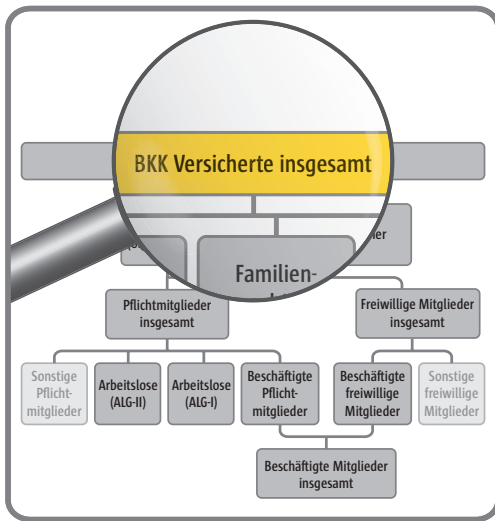 BKK Versicherte insgesamt
Familien-
Pflichtmitglieder
insgesamt
Freiwillige Mitglieder
insgesamt
Sonstige
Pflicht-
mitglieder
Arbeitslose
(ALG-II)
Arbeitslose
(ALG-I)
Beschäftigte
Pflicht-
mitglieder
Beschäftigte
freiwillige
Mitglieder
Sonstige
freiwillige
Mitglieder
Beschäftigte Mitglieder
insgesamt